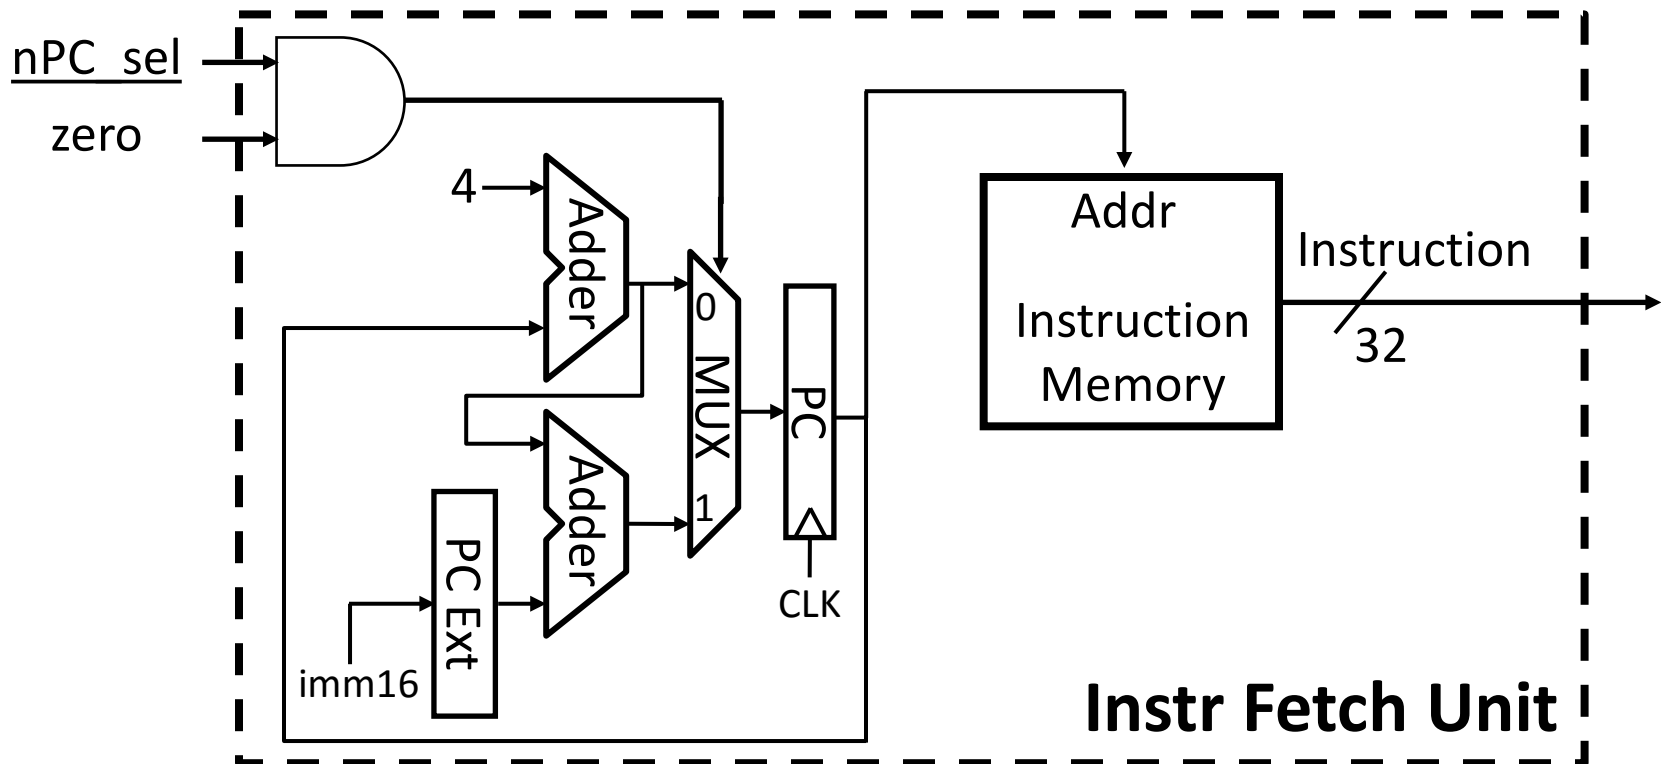 nPC_sel
zero
4
Adder
0
MUX
1
Adder
PC Ext
imm16
PC
CLK
Addr
Instruction
Memory
Instruction
32
Instr Fetch Unit